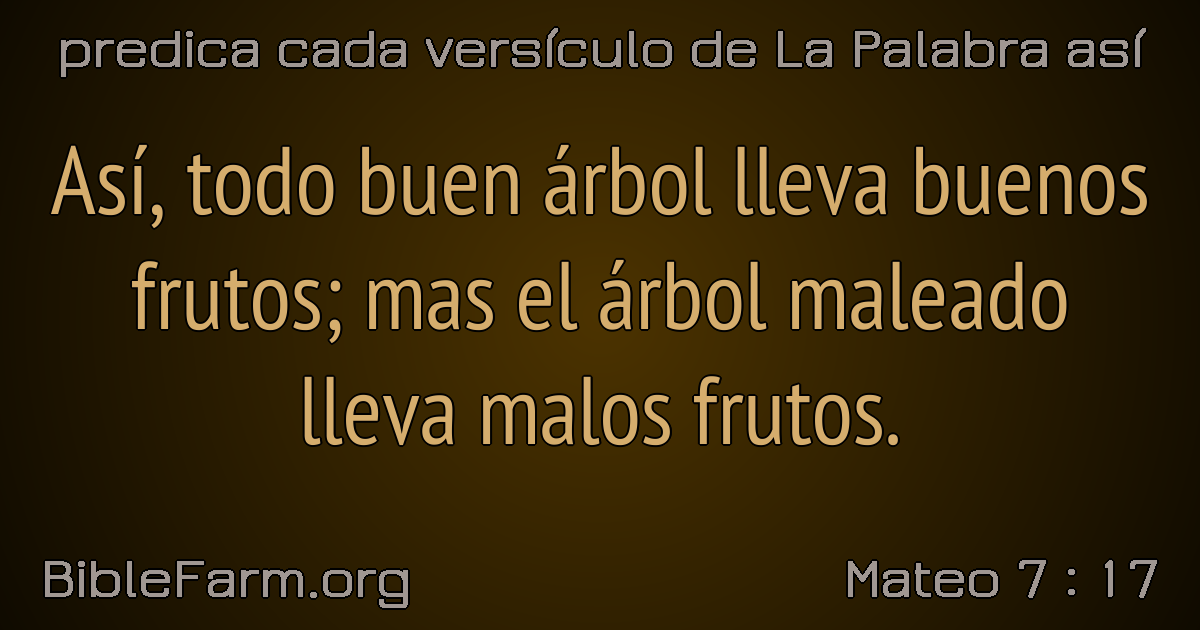 predica cada versículo de La Palabra así
Así, todo buen árbol lleva buenos
frutos; mas el árbol maleado
lleva malos frutos.
BibleFarm.org
Mateo 7 : 17